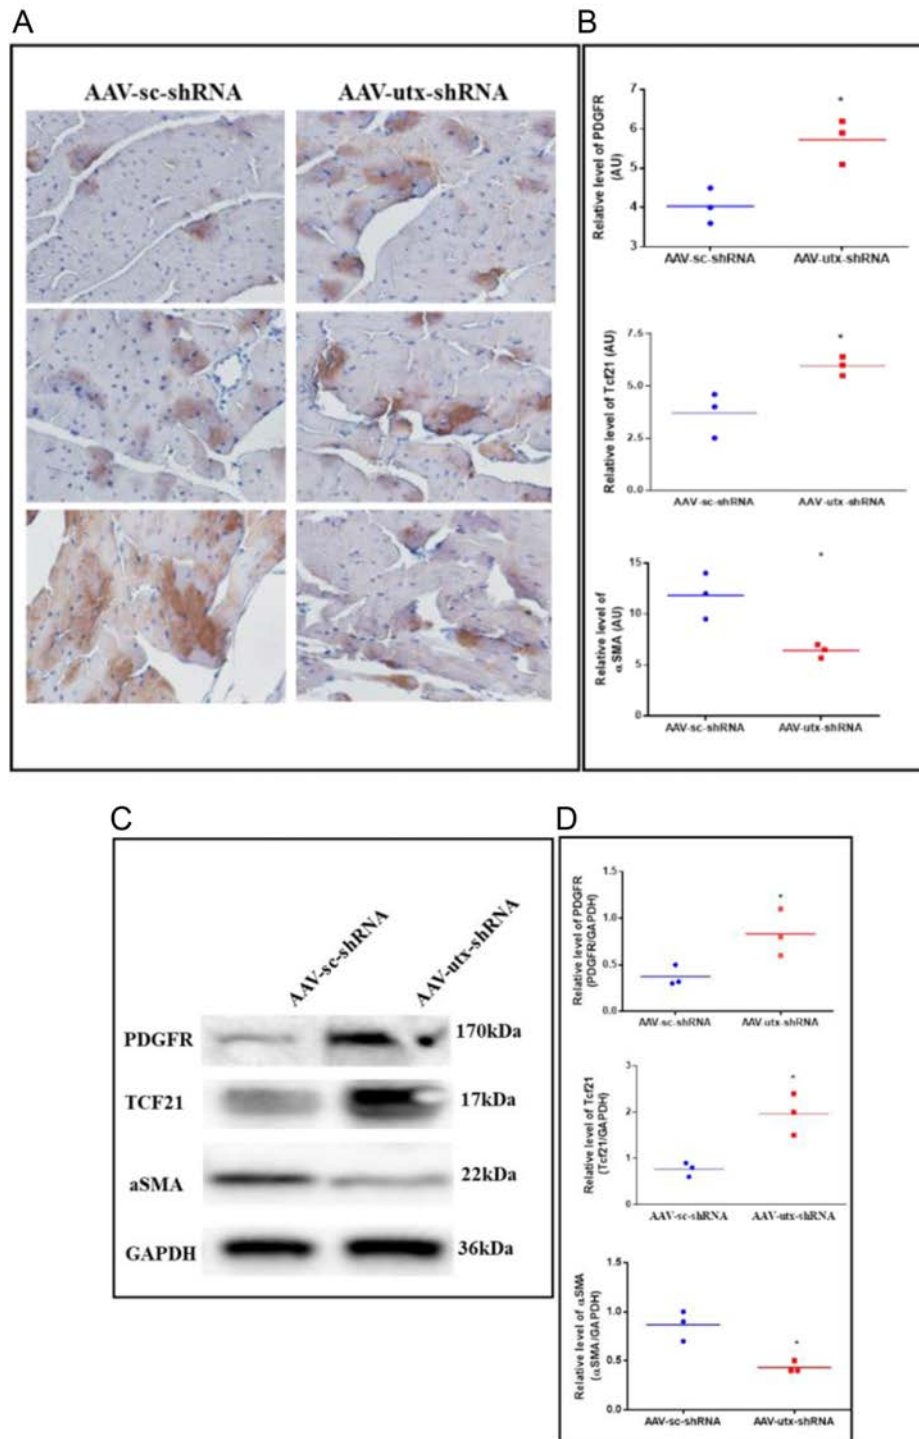 A
AAV-sc-shRNA
AAV-utx-shRNA
B
Relative level of PDGFR
(AU)
7
6
5
4
3
*
AAV-sc-shRNA
AAV-utx-shRNA
Relative level of Tcf21 (AU)
7.5
5.0
2.5
0.0
*
AAV-sc-shRNA
AAV-utx-shRNA
Relative level of
α SMA (AU)
15
10
5
0
*
AAV-sc-shRNA
AAV-utx-shRNA
C
AAV-sc-shRNA
AAV-utx-shRNA
PDGFR
170kDa
TCF21
17kDa
aSMA
22kDa
GAPDH
36kDa
D
Relative level of PDGFR
(PDGFR/GAPDH)
1.5
1.0
0.5
0.0
*
AAV-sc-shRNA
AAV-utx-shRNA
Relative level of Tcf21
(Tcf21/GAPDH)
3
2
1
0
*
AAV-sc-shRNA
AAV-utx-shRNA
Relative level of αSMA
(αSMA/GAPDH)
1.5
1.0
0.5
0.0
*
AAV-sc-shRNA
AAV-utx-shRNA